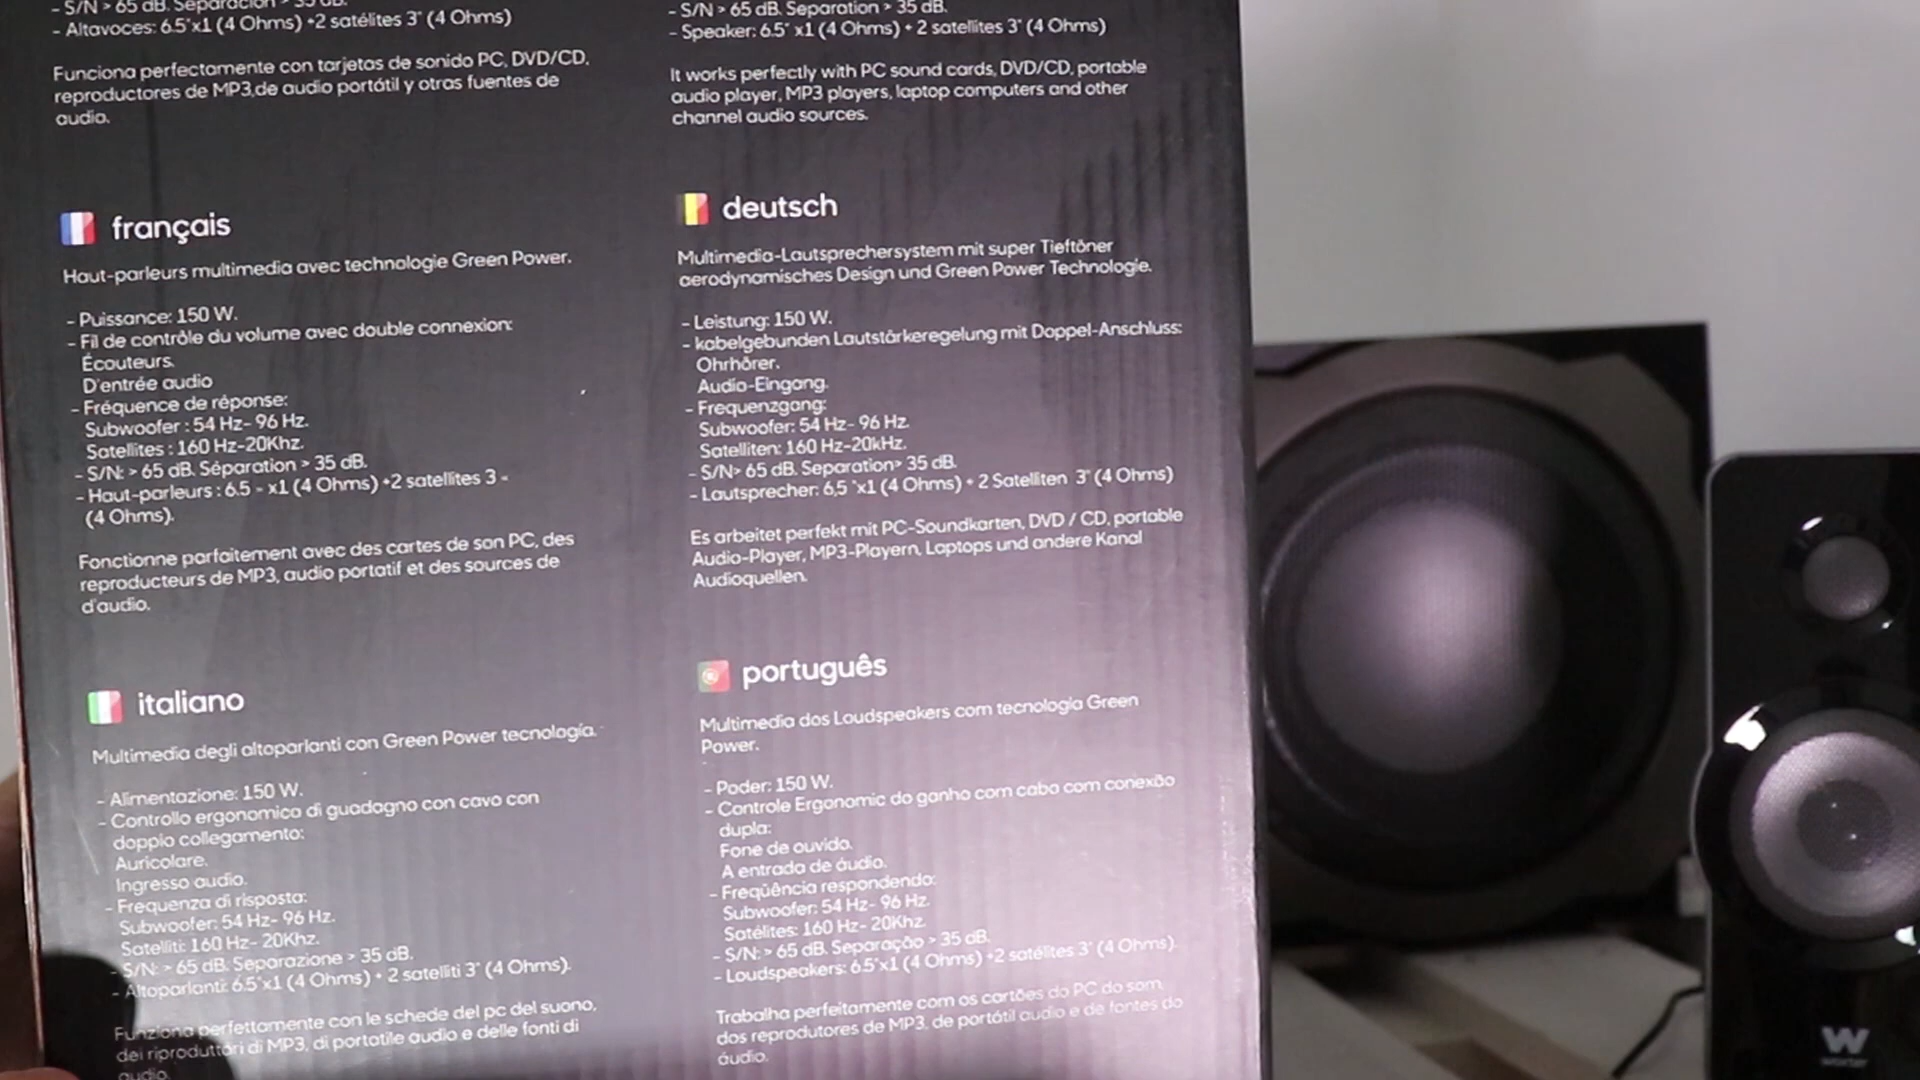 - S/N > 65 dB. Separación > 35 dB.
- Altavoces: 6.5"x1 (4 Ohms) +2 satélites 3" (4 Ohms)
Funciona perfectamente con tarjetas de sonido PC, DVD/CD,
reproductores de MP3,de audio portátil y otras fuentes de
audio.
- S/N > 65 dB. Separation > 35 dB.
- Speaker: 6.5" x1 (4 Ohms) + 2 satellites 3" (4 Ohms)
It works perfectly with PC sound cards, DVD/CD, portable
audio player, MP3 players, laptop computers and other
channel audio sources.
français
Haut-parleurs multimedia avec technologie Green Power.
- Puissance: 150 W.
- Fil de contrôle du volume avec double connexion:
Écouteurs.
D'entrée audio
- Fréquence de réponse:
Subwoofer : 54 Hz- 96 Hz.
Satellites : 160 Hz-20Khz.
- S/N: > 65 dB. Séparation > 35 dB.
- Haut-parleurs : 6.5 " x1 (4 Ohms) +2 satellites 3 "
(4 Ohms).
Fonctionne parfaitement avec des cartes de son PC, des
reproducteurs de MP3, audio portatif et des sources de
d'audio.
deutsch
Multimedia-Lautsprechersystem mit super Tieftöner
aerodynamisches Design und Green Power Technologie.
- Leistung: 150 W.
- kabelgebunden Lautstärkeregelung mit Doppel-Anschluss:
Ohrhörer.
Audio-Eingang.
- Frequenzgang:
Subwoofer: 54 Hz- 96 Hz.
Satelliten: 160 Hz-20kHz.
- S/N> 65 dB. Separation> 35 dB.
- Lautsprecher: 6,5 "x1 (4 Ohms) + 2 Satelliten 3" (4 Ohms)
Es arbeitet perfekt mit PC-Soundkarten, DVD / CD, portable
Audio-Player, MP3-Playern, Laptops und andere Kanal
Audioquellen.
italiano
Multimedia degli altoparlanti con Green Power tecnología.
- Alimentazione: 150 W.
- Controllo ergonomico di guadagno con cavo con
doppio collegamento:
Auricolare.
Ingresso audio.
- Frequenza di risposta:
Subwoofer: 54 Hz- 96 Hz.
Satelliti: 160 Hz- 20Khz.
- S/N: > 65 dB. Separazione > 35 dB.
- Altoparlanti: 6.5"x1 (4 Ohms) + 2 satelliti 3" (4 Ohms).
Funziona perfettamente con le schede del pc del suono,
dei riproduttori di MP3, di portatile audio e delle fonti di
audio.
português
Multimedia dos Loudspeakers com tecnologia Green
Power.
- Poder: 150 W.
- Controle Ergonomic do ganho com cabo com conexão
dupla:
Fone de ouvido.
A entrada de áudio.
- Freqüência respondendo:
Subwoofer: 54 Hz- 96 Hz.
Satélites: 160 Hz- 20Khz.
- S/N: > 65 dB. Separação > 35 dB.
- Loudspeakers: 6.5"x1 (4 Ohms) +2 satélites 3" (4 Ohms).
Trabalha perfeitamente com os cartões do PC do som,
dos reprodutores de MP3, de portátil audio e de fontes do
áudio.
woxter